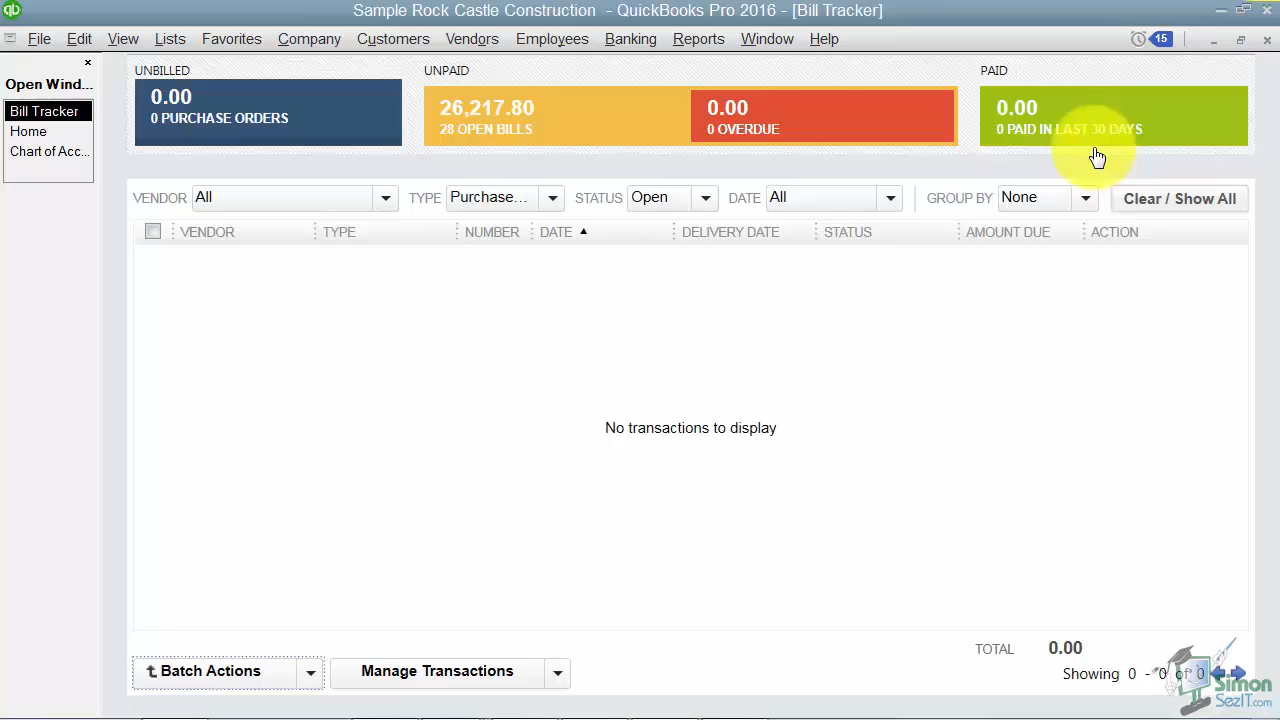 Sample Rock Castle Construction - QuickBooks Pro 2016 - [Bill Tracker]
File Edit View Lists Favorites Company Customers Vendors Employees Banking Reports Window Help 15
Open Wind...
Bill Tracker
Home
Chart of Acc...
UNBILLED UNPAID PAID
0.00 26,217.80 0.00 0.00
0 PURCHASE ORDERS 28 OPEN BILLS 0 OVERDUE 0 PAID IN LAST 30 DAYS
VENDOR All TYPE Purchase... STATUS Open DATE All GROUP BY None Clear / Show All
VENDOR TYPE NUMBER DATE DELIVERY DATE STATUS AMOUNT DUE ACTION
No transactions to display
TOTAL 0.00
Batch Actions Manage Transactions Showing 0 - 0 of 0
Simon
SezIT.com